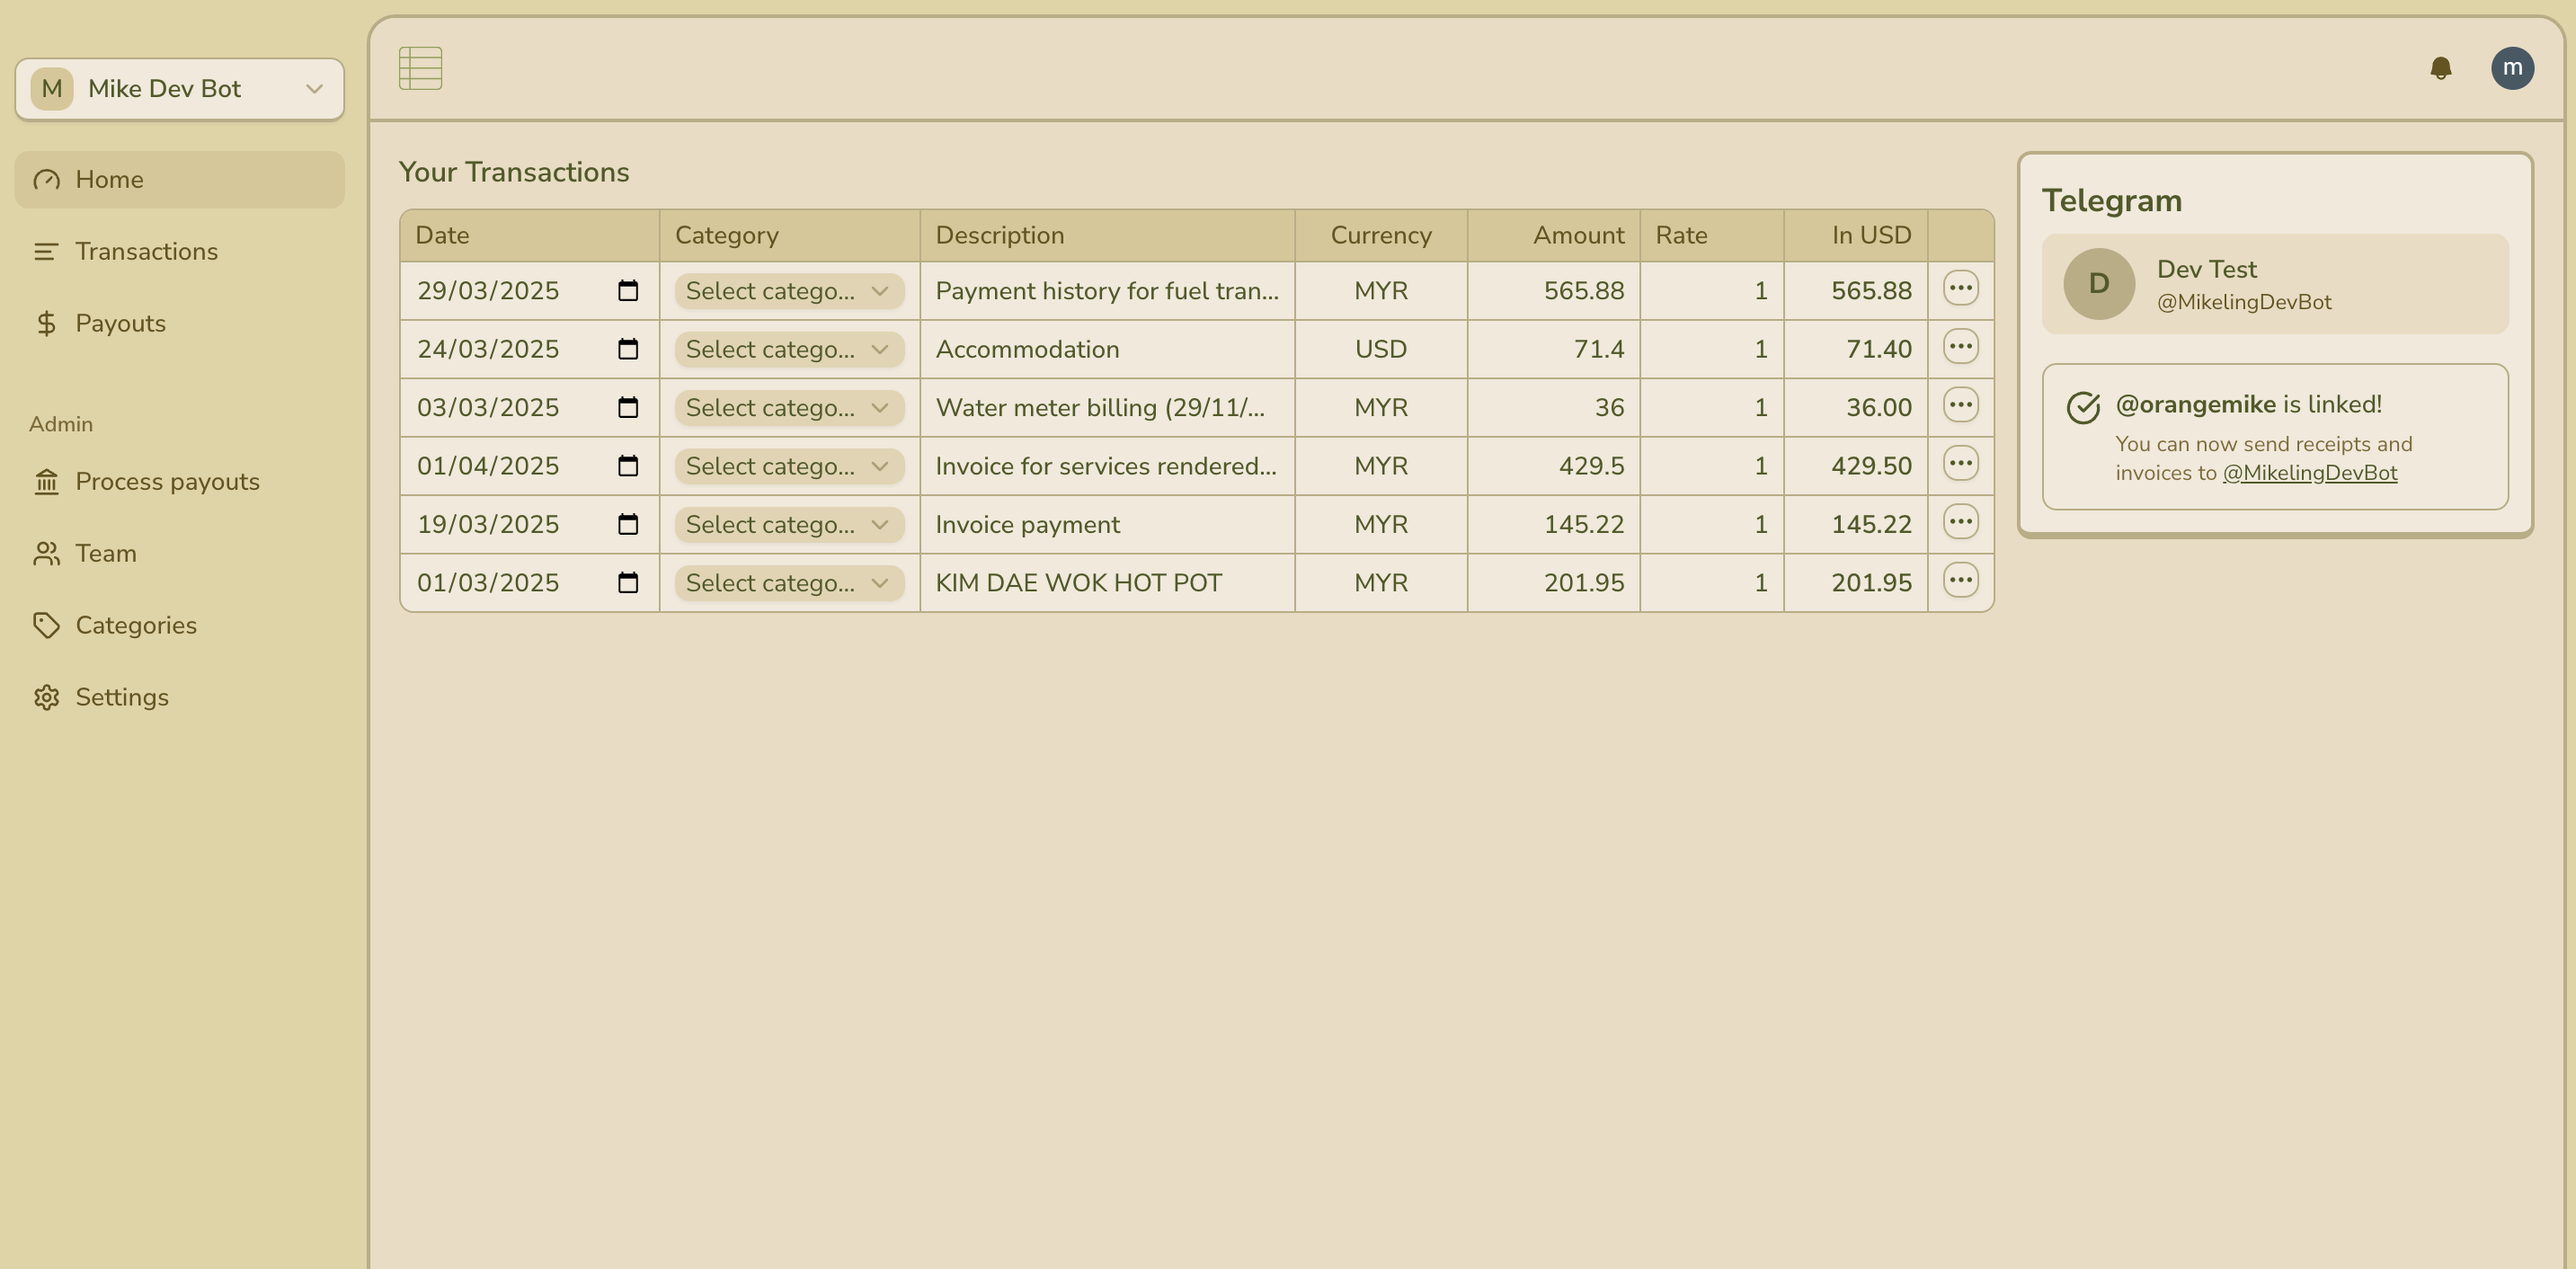 M Mike Dev Bot
Home
Transactions
Payouts
Admin
Process payouts
Team
Categories
Settings
m
Your Transactions
Date Category Description Currency Amount Rate In USD
29/03/2025 Select catego... Payment history for fuel tran... MYR 565.88 1 565.88
24/03/2025 Select catego... Accommodation USD 71.4 1 71.40
03/03/2025 Select catego... Water meter billing (29/11/... MYR 36 1 36.00
01/04/2025 Select catego... Invoice for services rendered... MYR 429.5 1 429.50
19/03/2025 Select catego... Invoice payment MYR 145.22 1 145.22
01/03/2025 Select catego... KIM DAE WOK HOT POT MYR 201.95 1 201.95
Telegram
D
Dev Test
@MikelingDevBot
@orangemike is linked!
You can now send receipts and
invoices to @MikelingDevBot